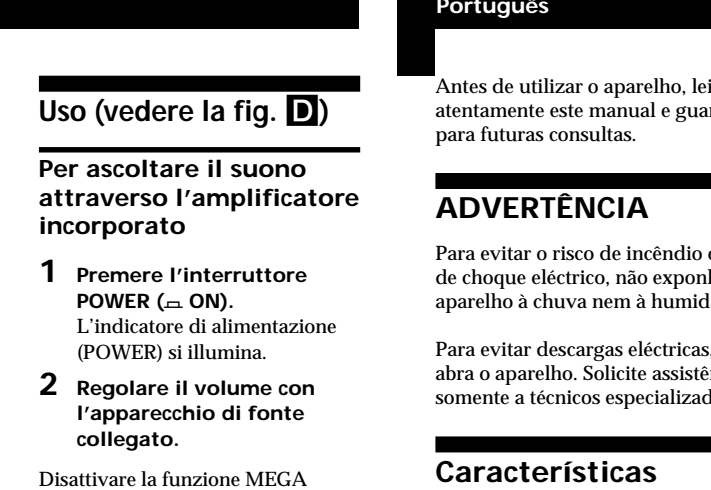 Uso (vedere la fig. D)
Per ascoltare il suono
attraverso l'amplificatore
incorporato
1 Premere l'interruttore
POWER ( ON).
L'indicatore di alimentazione
(POWER) si illumina.
2 Regolare il volume con
l'apparecchio di fonte
collegato.
Disattivare la funzione MEGA
Português
Antes de utilizar o aparelho,
atentamente este manual e
para futuras consultas.
ADVERTÊNCIA
Para evitar o risco de incêndio
de choque eléctrico, não
aparelho à chuva nem à
Para evitar descargas eléctricas,
abra o aparelho. Solicite
somente a técnicos
Características